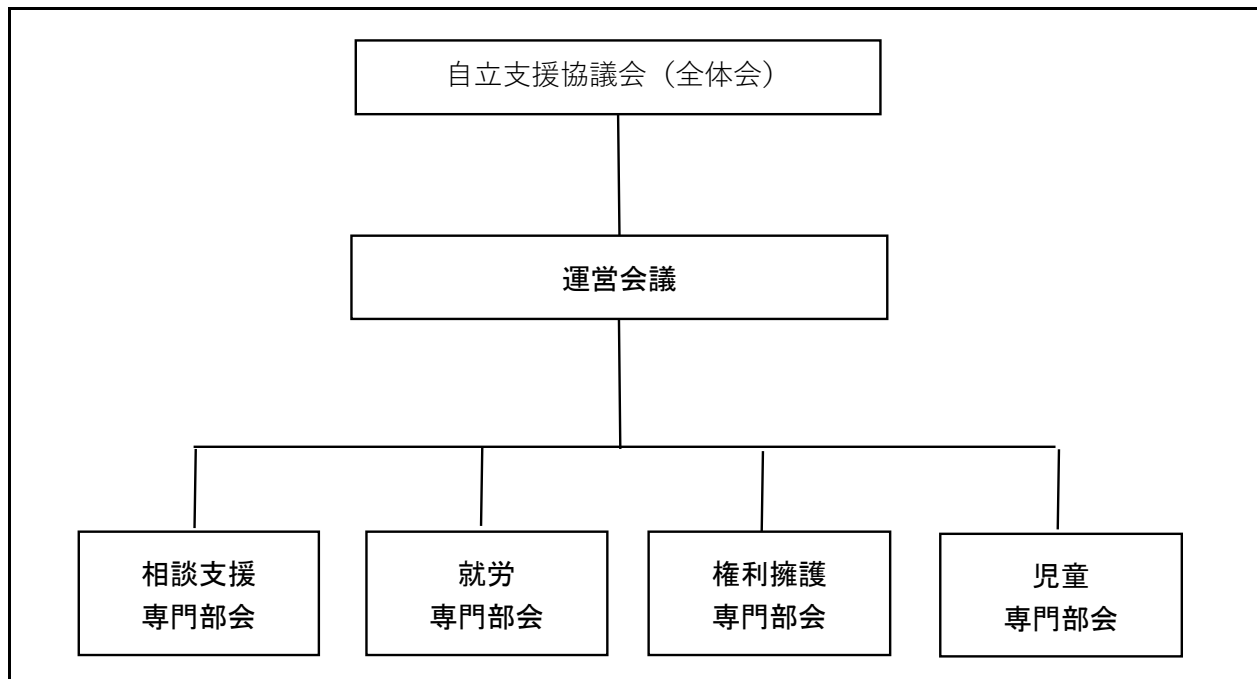 自立支援協議会（全体会）
運営会議
相談支援
専門部会
就労
専門部会
権利擁護
専門部会
児童
専門部会